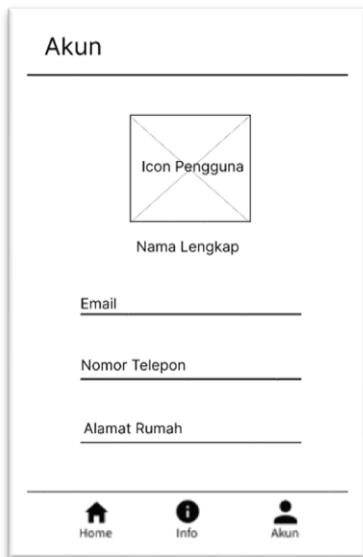 Akun
Icon Pengguna
Nama Lengkap
Email
Nomor Telepon
Alamat Rumah
Home Info Akun